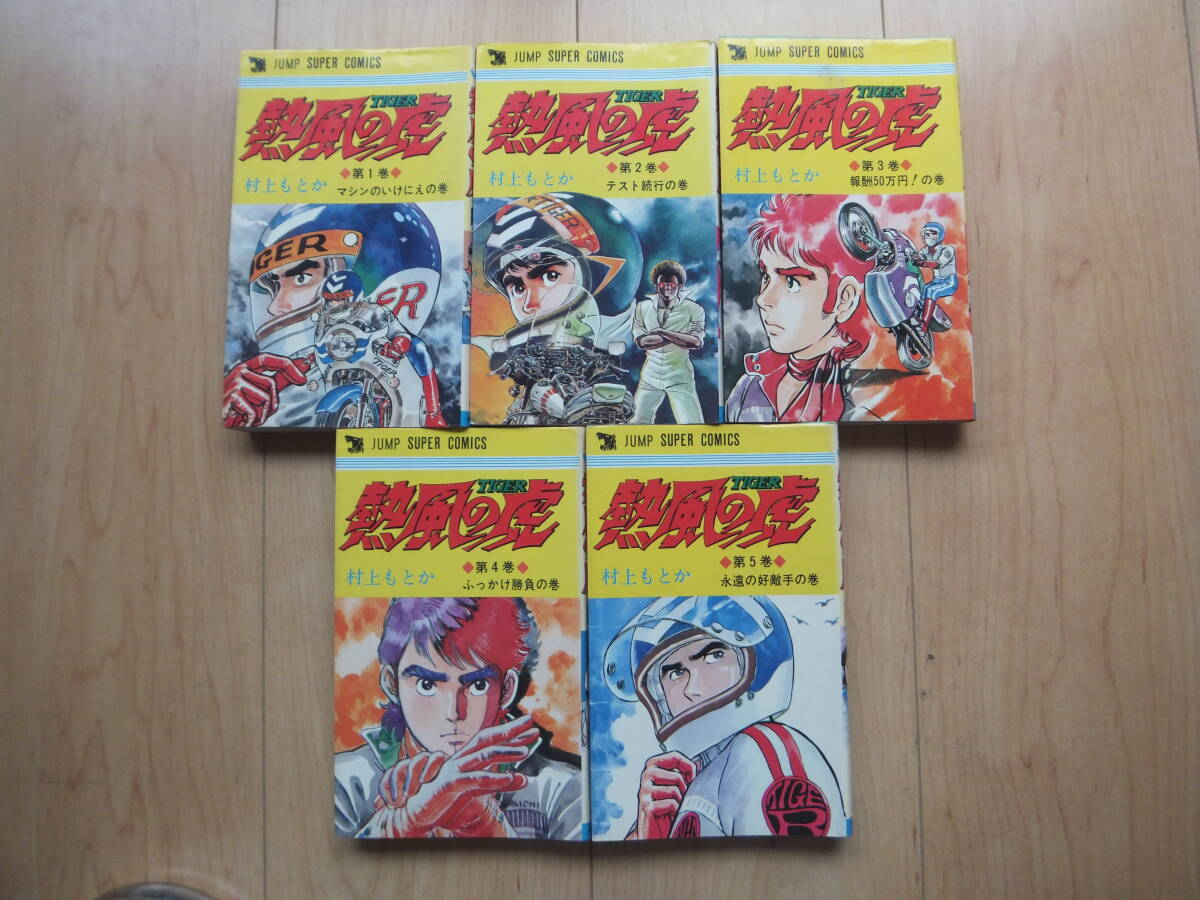 JUMP SUPER COMICS
熱風の虎
TIGER
◆第1巻◆
村上もとか
マシンのいけにえの巻
TIGER
TIGER
JUMP SUPER COMICS
熱風の虎
TIGER
◆第2巻◆
村上もとか
テスト続行の巻
TIGER
JUMP SUPER COMICS
熱風の虎
TIGER
◆第3巻◆
村上もとか
報酬50万円!の巻
JUMP SUPER COMICS
熱風の虎
TIGER
◆第4巻◆
村上もとか
ふっかけ勝負の巻
JUMP SUPER COMICS
熱風の虎
TIGER
◆第5巻◆
村上もとか
永遠の好敵手の巻
TIGE
R